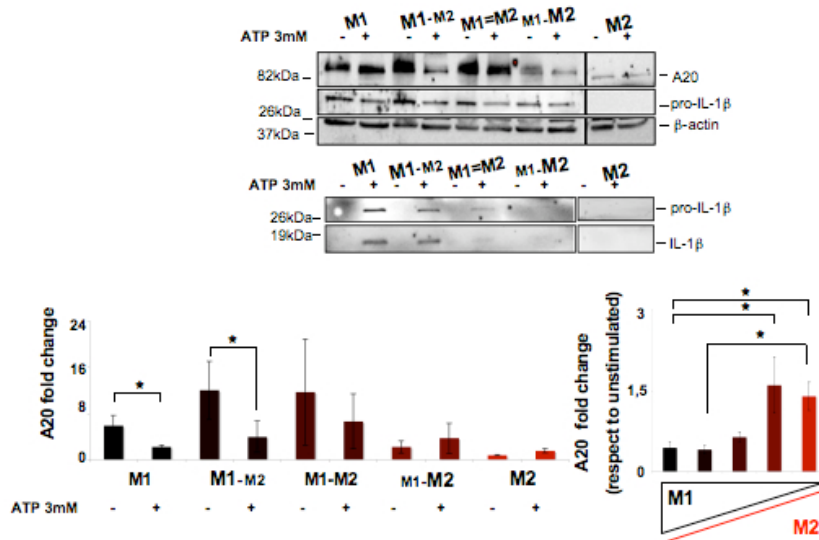 M1 M1-M2 M1=M2 M1-M2 M2
ATP 3mM - + - + - + - + - +
82kDa A20
26kDa pro-IL-1β
37kDa β-actin
M1 M1-M2 M1=M2 M1-M2 M2
ATP 3mM - + - + - + - + - +
26kDa pro-IL-1β
19kDa IL-1β
A20 fold change
24
16
8
0
* *
M1 M1-M2 M1-M2 M1-M2 M2
ATP 3mM - + - + - + - + - +
A20 fold change
(respect to unstimulated)
3
1,5
0
*
*
*
M1
M2